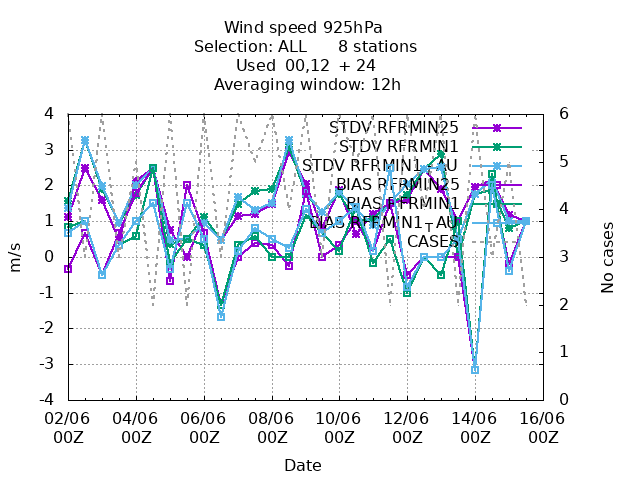 Wind speed 925hPa
Selection: ALL 8 stations
Used 00,12 + 24
Averaging window: 12h
4
3
2
1
0
-1
-2
-3
-4
m/s
6
5
4
3
2
1
0
No cases
STDV RFRMIN25
STDV RFRMIN1
STDV RFRMIN1_AU
BIAS RFRMIN25
BIAS RFRMIN1
BIAS RFRMIN1_AU
CASES
02/06 04/06 06/06 08/06 10/06 12/06 14/06 16/06
00Z 00Z 00Z 00Z 00Z 00Z 00Z 00Z
Date